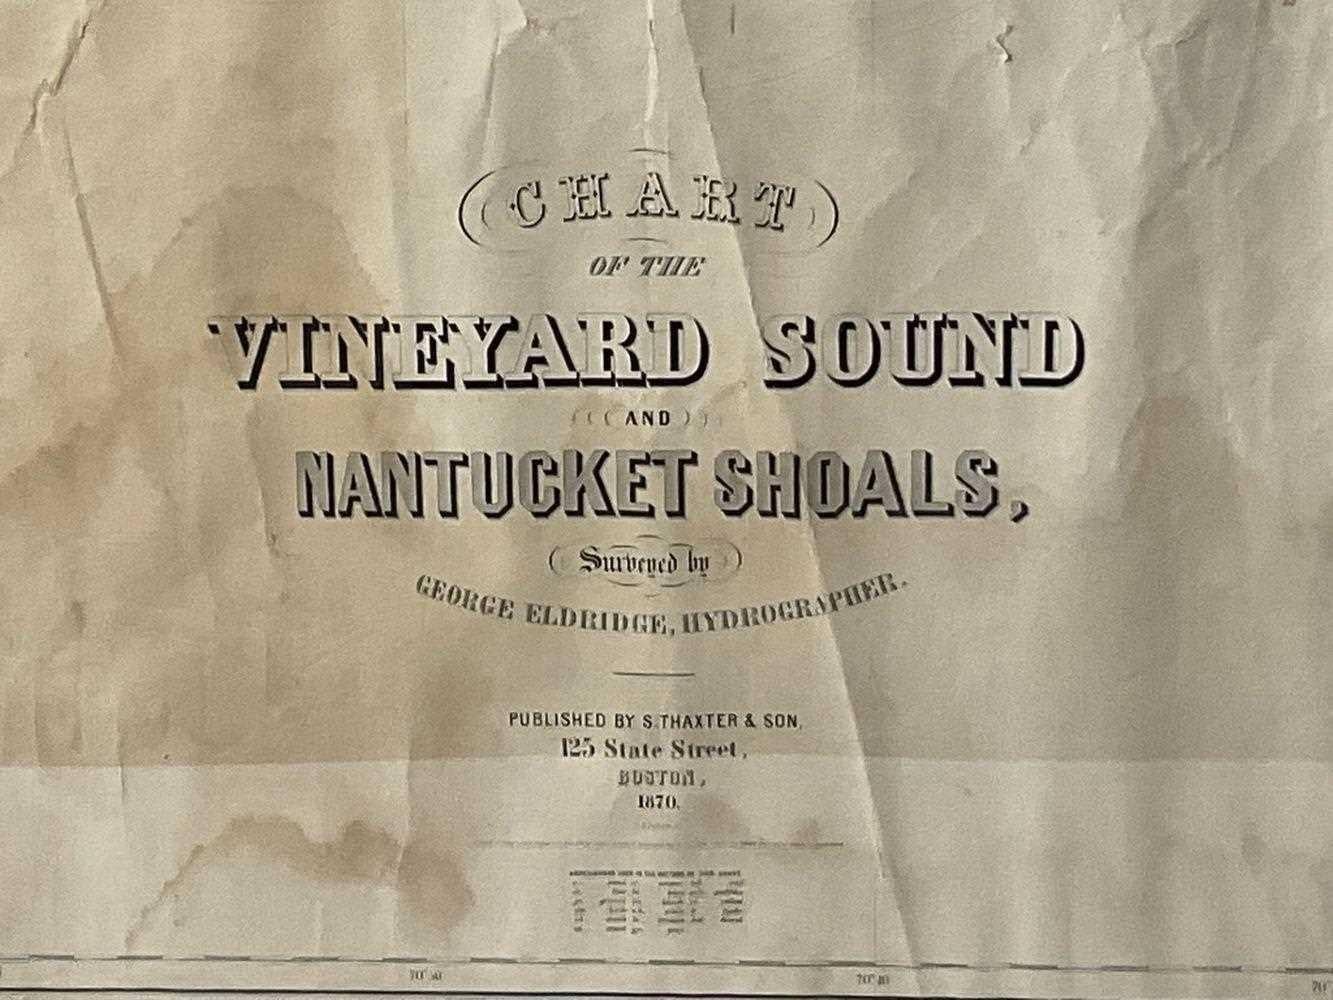 CHART
OF THE
VINEYARD SOUND
AND
NANTUCKET SHOALS,
Surveyed by
GEORGE ELDRIDGE, HYDROGRAPHER.
PUBLISHED BY S. THAXTER & SON,
125 State Street,
BOSTON,
1870.